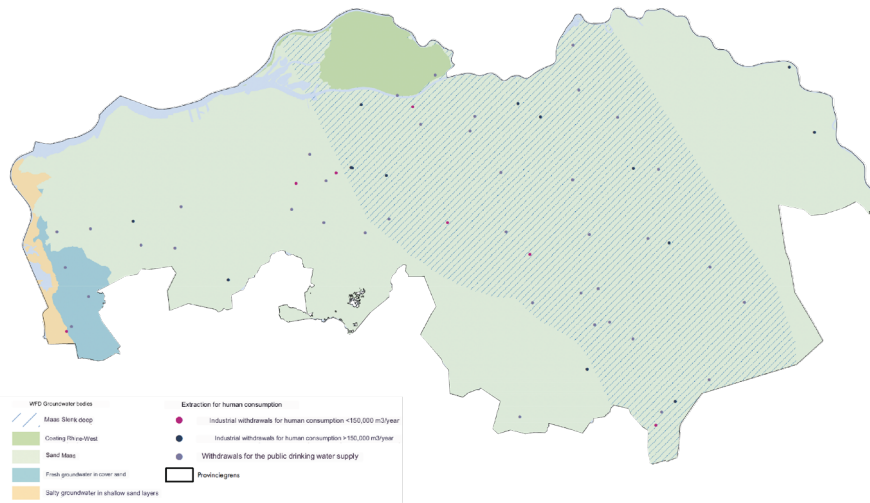 WFD Groundwater bodies
Maas Slenk deep
Coating Rhine-West
Sand Maas
Fresh groundwater in cover sand
Salty groundwater in shallow sand layers
Extraction for human consumption
Industrial withdrawals for human consumption <150,000 m3/year
Industrial withdrawals for human consumption >150,000 m3/year
Withdrawals for the public drinking water supply
Provinciegrens